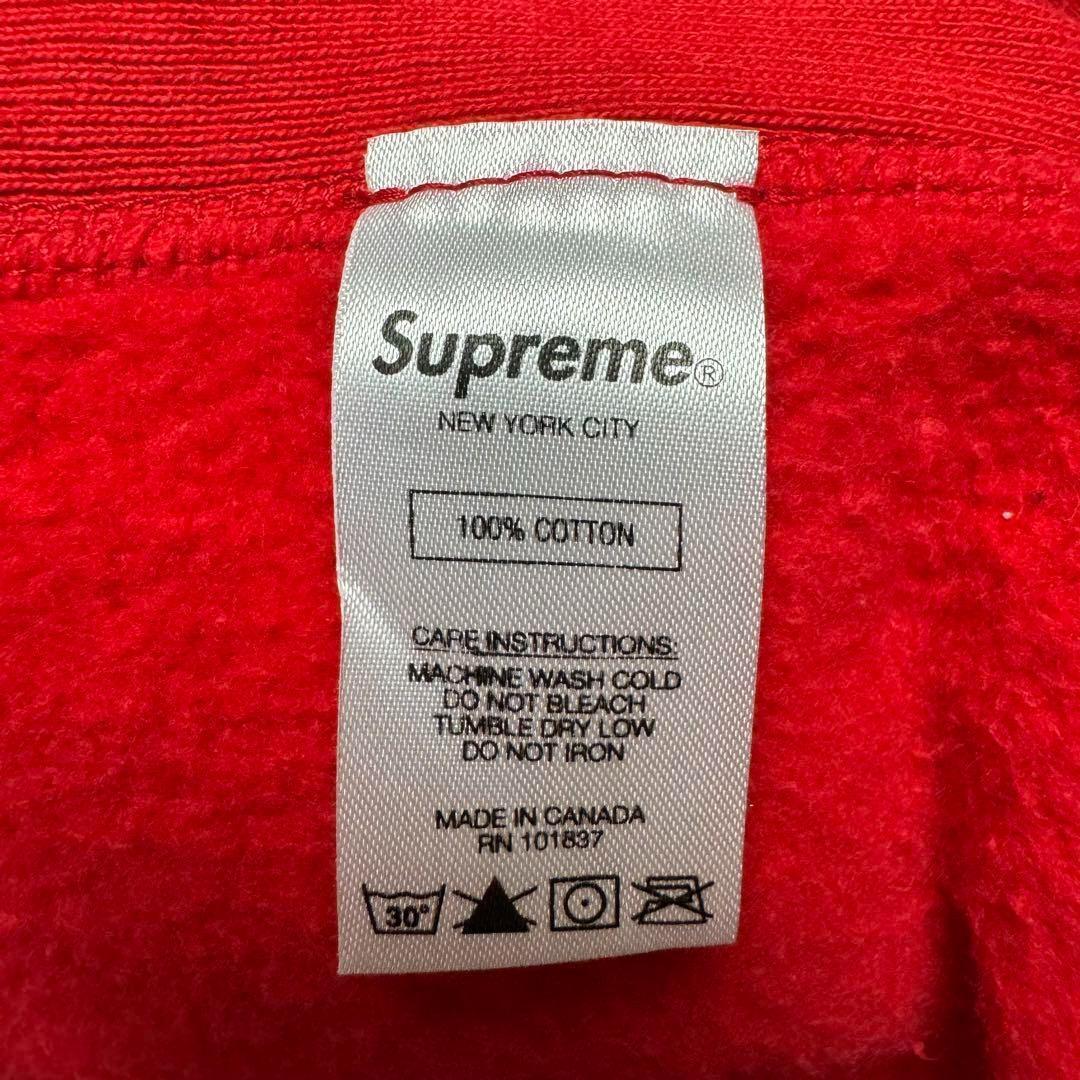 Supreme®
NEW YORK CITY
100% COTTON
CARE INSTRUCTIONS:
MACHINE WASH COLD
DO NOT BLEACH
TUMBLE DRY LOW
DO NOT IRON
MADE IN CANADA
RN 101837
30°